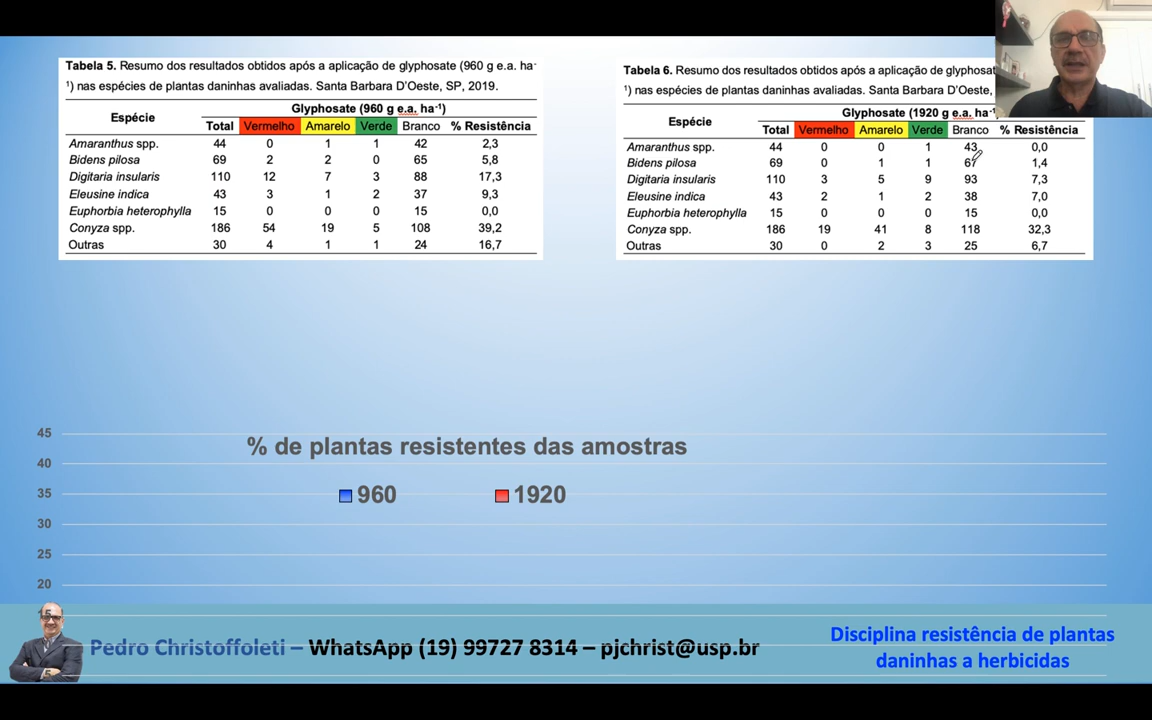 Tabela 5. Resumo dos resultados obtidos após a aplicação de glyphosate (960 g e.a. ha-
1) nas espécies de plantas daninhas avaliadas. Santa Barbara D'Oeste, SP, 2019.
Espécie Glyphosate (960 g e.a. ha-1)
Total Vermelho Amarelo Verde Branco % Resistência
Amaranthus spp. 44 0 1 1 42 2,3
Bidens pilosa 69 2 2 0 65 5,8
Digitaria insularis 110 12 7 3 88 17,3
Eleusine indica 43 3 1 2 37 9,3
Euphorbia heterophylla 15 0 0 0 15 0,0
Conyza spp. 186 54 19 5 108 39,2
Outras 30 4 1 1 24 16,7
Tabela 6. Resumo dos resultados obtidos após a aplicação de glyphosat
1) nas espécies de plantas daninhas avaliadas. Santa Barbara D'Oeste,
Espécie Glyphosate (1920 g e.a. ha-1
Total Vermelho Amarelo Verde Branco % Resistência
Amaranthus spp. 44 0 0 1 43 0,0
Bidens pilosa 69 0 1 1 67 1,4
Digitaria insularis 110 3 5 9 93 7,3
Eleusine indica 43 2 1 2 38 7,0
Euphorbia heterophylla 15 0 0 0 15 0,0
Conyza spp. 186 19 41 8 118 32,3
Outras 30 0 2 3 25 6,7
% de plantas resistentes das amostras
960 1920
45
40
35
30
25
20
Pedro Christoffoleti – WhatsApp (19) 99727 8314 – pjchrist@usp.br
Disciplina resistência de plantas
daninhas a herbicidas